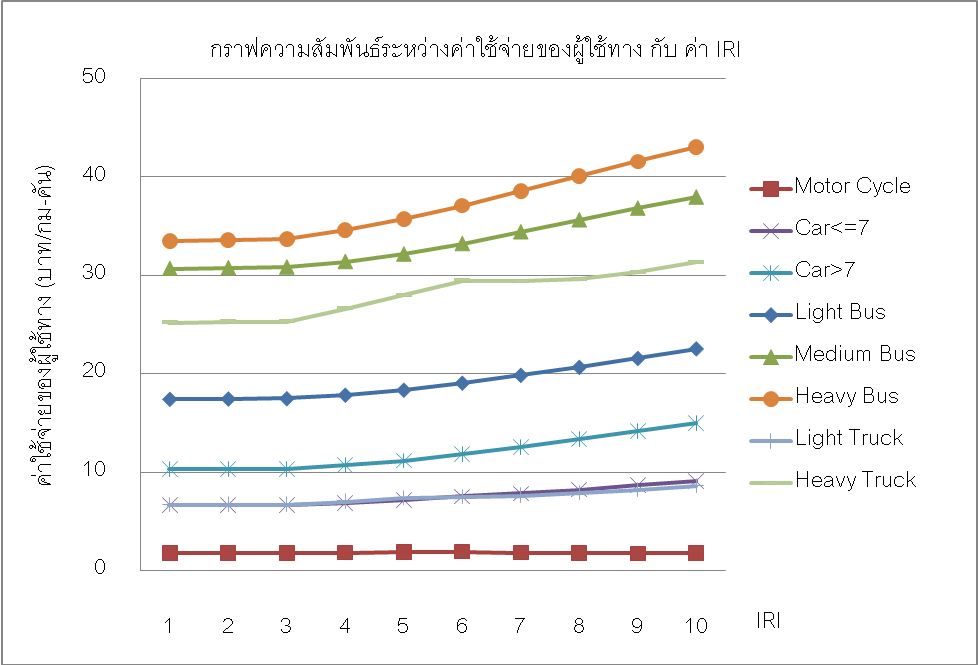 กราฟความสัมพันธ์ระหว่างค่าใช้จ่ายของผู้ใช้ทาง กับ ค่า IRI
ค่าใช้จ่ายของผู้ใช้ทาง (บาท/กม-คัน)
50
40
30
20
10
0
1 2 3 4 5 6 7 8 9 10 IRI
Motor Cycle
Car<=7
Car>7
Light Bus
Medium Bus
Heavy Bus
Light Truck
Heavy Truck